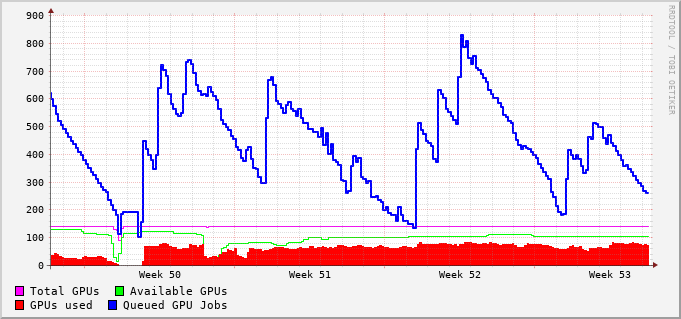 900
800
700
600
500
400
300
200
100
0
Week 50 Week 51 Week 52 Week 53
Total GPUs Available GPUs
GPUs used Queued GPU Jobs
RRDTOOL / TOBI OETIKER